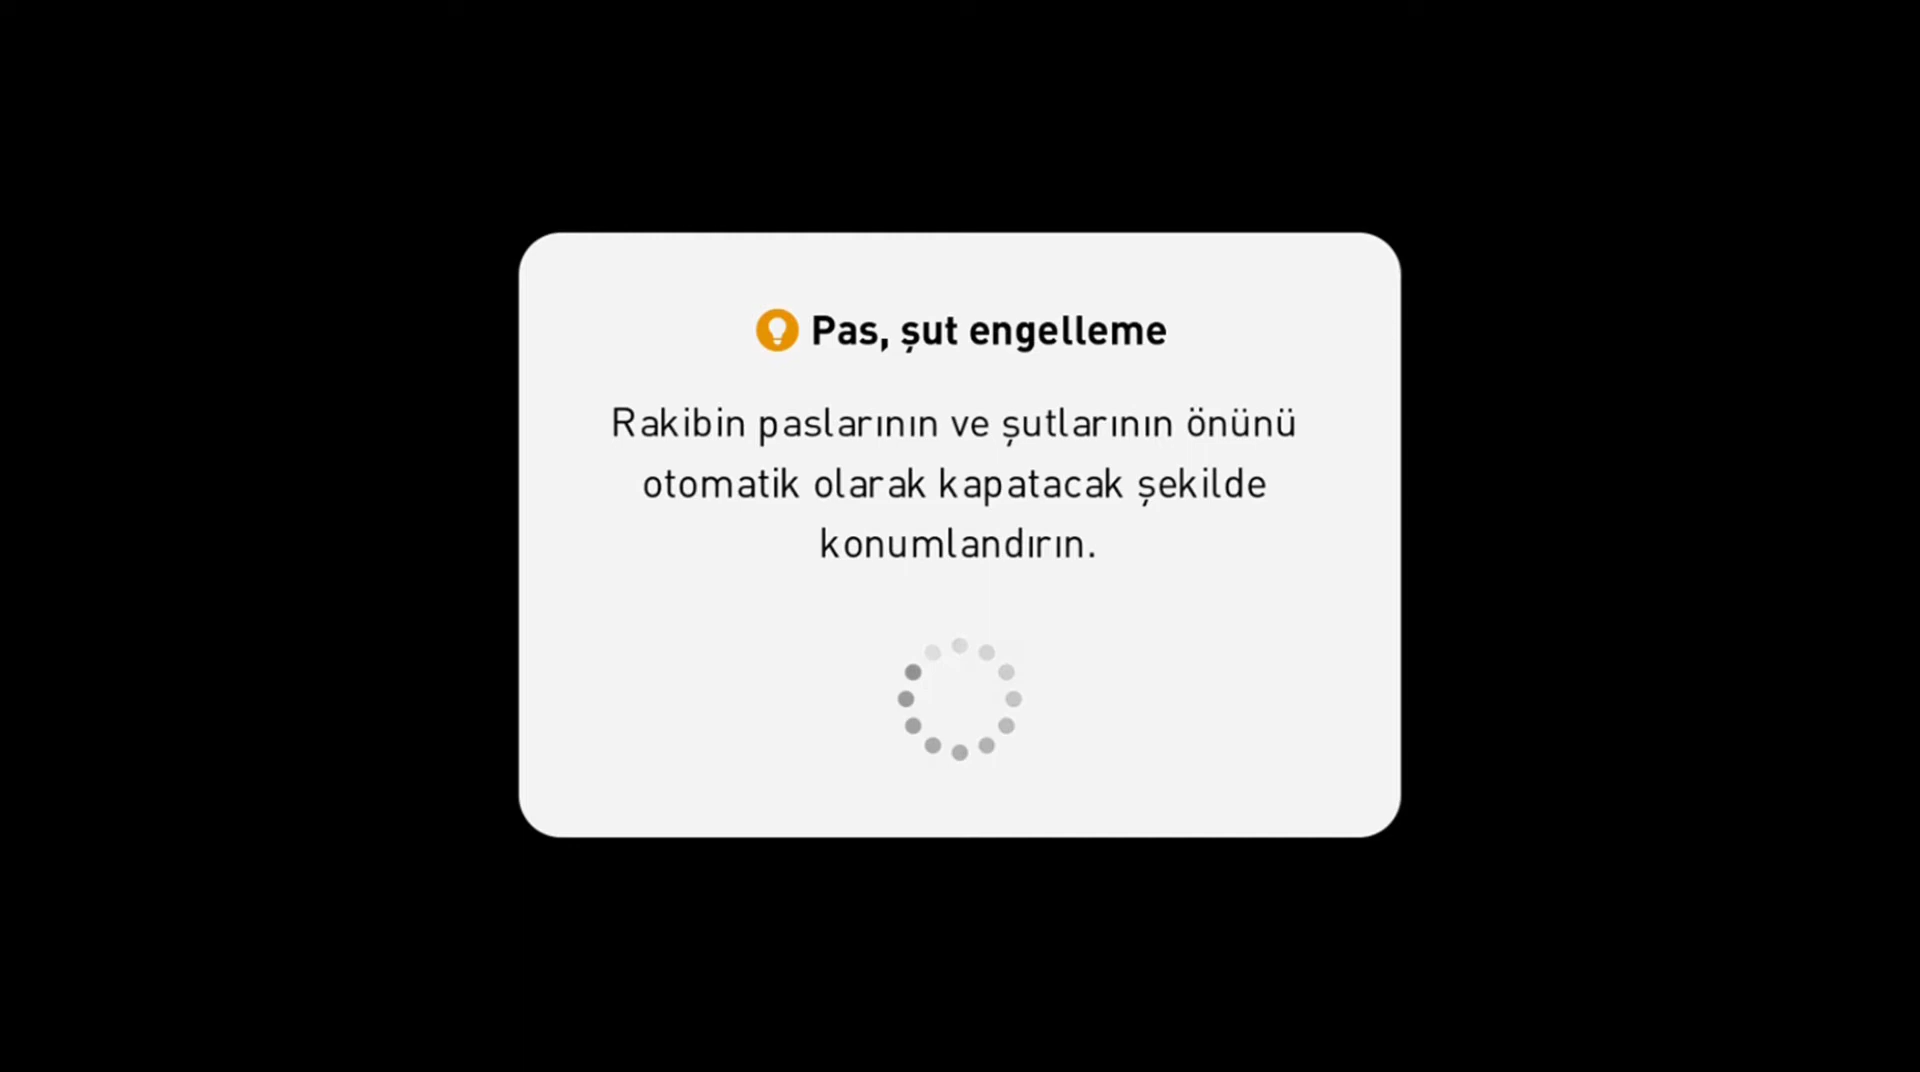 Pas, şut engelleme
Rakibin paslarının ve şutlarının önünü
otomatik olarak kapatacak şekilde
konumlandırın.